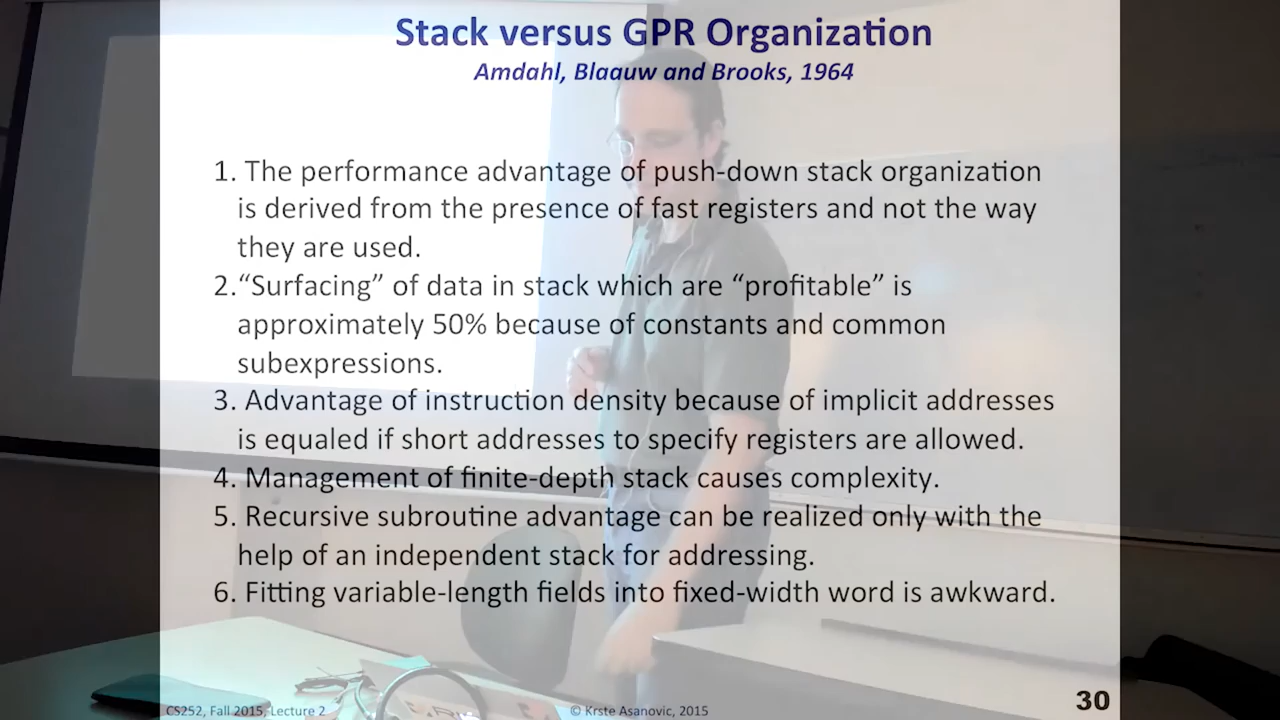 Stack versus GPR Organization
Amdahl, Blaauw and Brooks, 1964
1. The performance advantage of push-down stack organization
is derived from the presence of fast registers and not the way
they are used.
2.“Surfacing” of data in stack which are “profitable” is
approximately 50% because of constants and common
subexpressions.
3. Advantage of instruction density because of implicit addresses
is equaled if short addresses to specify registers are allowed.
4. Management of finite-depth stack causes complexity.
5. Recursive subroutine advantage can be realized only with the
help of an independent stack for addressing.
6. Fitting variable-length fields into fixed-width word is awkward.
CS252, Fall 2015, Lecture 2
© Krste Asanovic, 2015
30